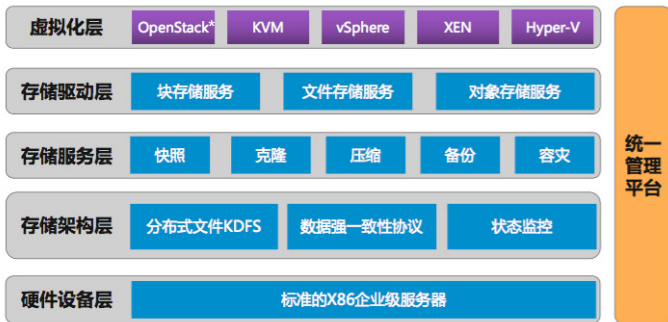 虚拟化层 OpenStack* KVM vSphere XEN Hyper-V
存储驱动层 块存储服务 文件存储服务 对象存储服务
存储服务层 快照 克隆 压缩 备份 容灾
存储架构层 分布式文件KDFS 数据强一致性协议 状态监控
硬件设备层 标准的X86企业级服务器
统一
管理
平台